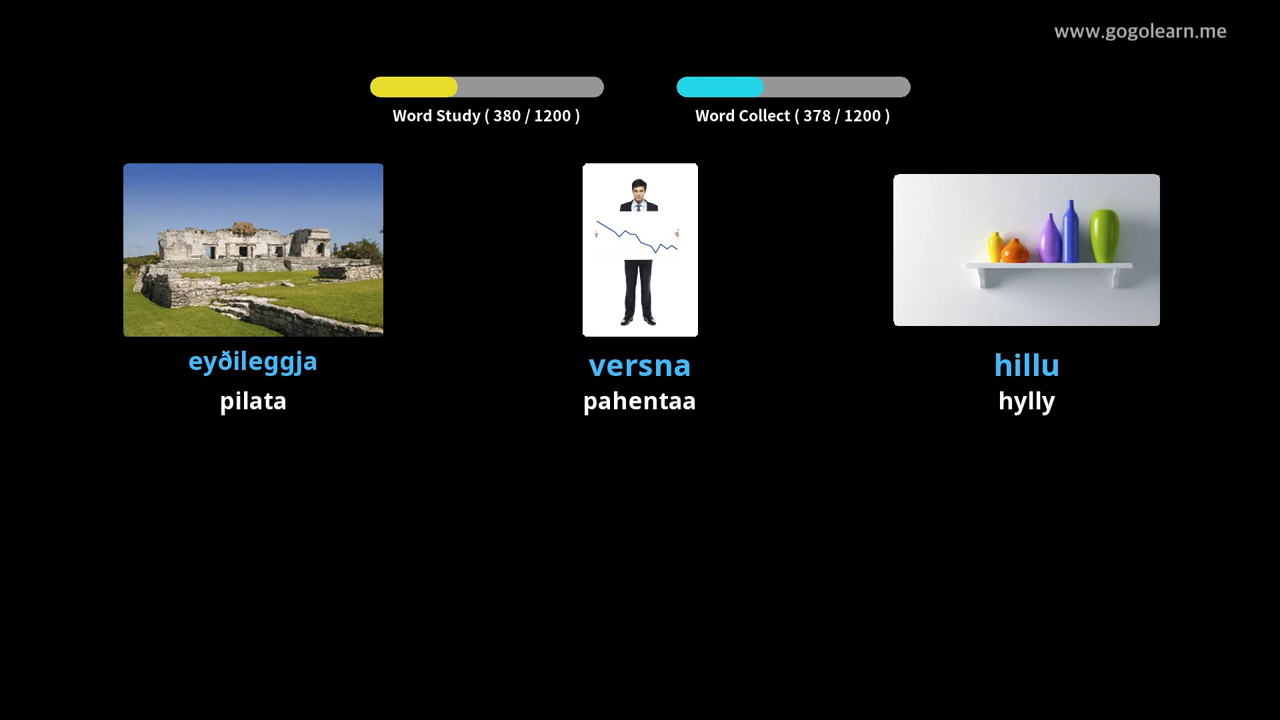 www.gogolearn.me
Word Study ( 380 / 1200 )
Word Collect ( 378 / 1200 )
eyðileggja
versna
hillu
pilata
pahentaa
hylly